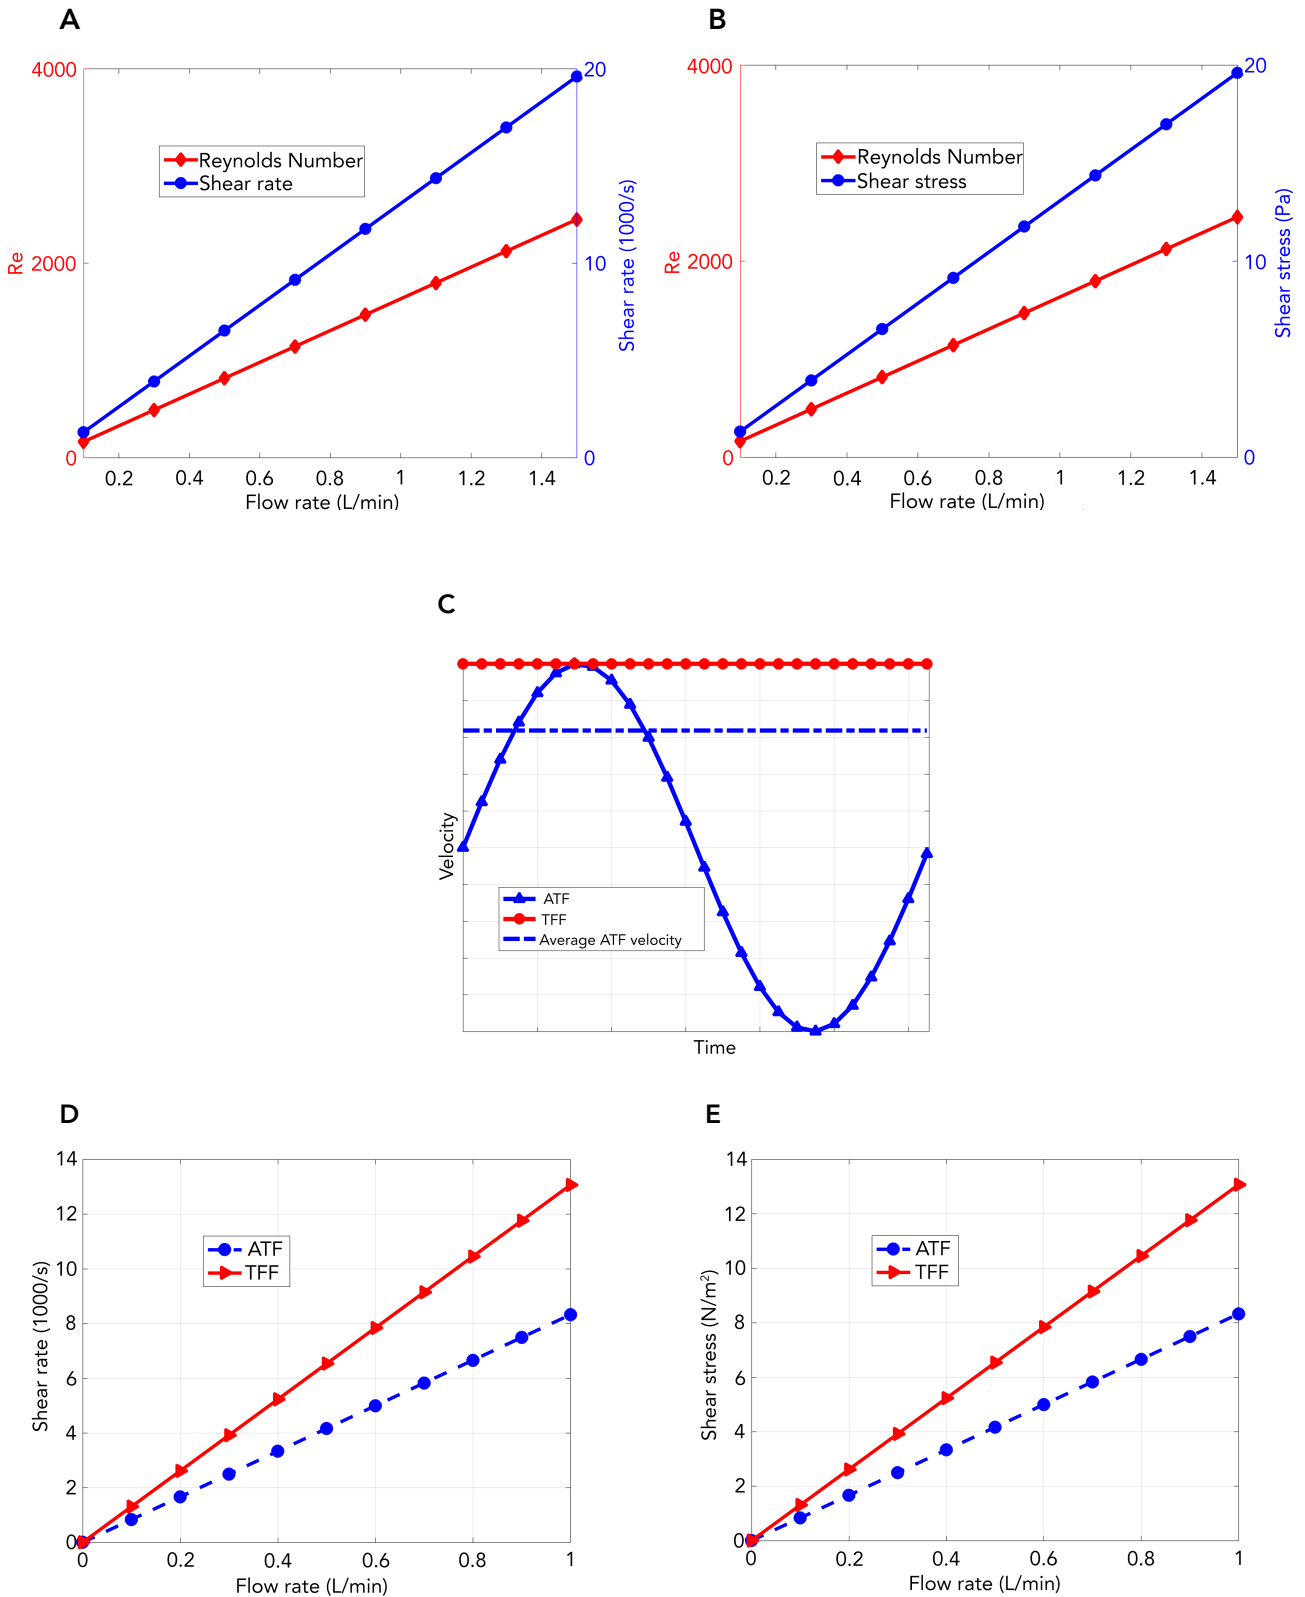 A
4000
2000
0
Re
20
10
0
Shear rate (1000/s)
Reynolds Number
Shear rate
0.2 0.4 0.6 0.8 1 1.2 1.4
Flow rate (L/min)
B
4000
2000
0
Re
20
10
0
Shear stress (Pa)
Reynolds Number
Shear stress
0.2 0.4 0.6 0.8 1 1.2 1.4
Flow rate (L/min)
C
Velocity
ATF
TFF
Average ATF velocity
Time
D
14
12
10
8
6
4
2
0
Shear rate (1000/s)
ATF
TFF
0 0.2 0.4 0.6 0.8 1
Flow rate (L/min)
E
14
12
10
8
6
4
2
0
Shear stress (N/m²)
ATF
TFF
0 0.2 0.4 0.6 0.8 1
Flow rate (L/min)